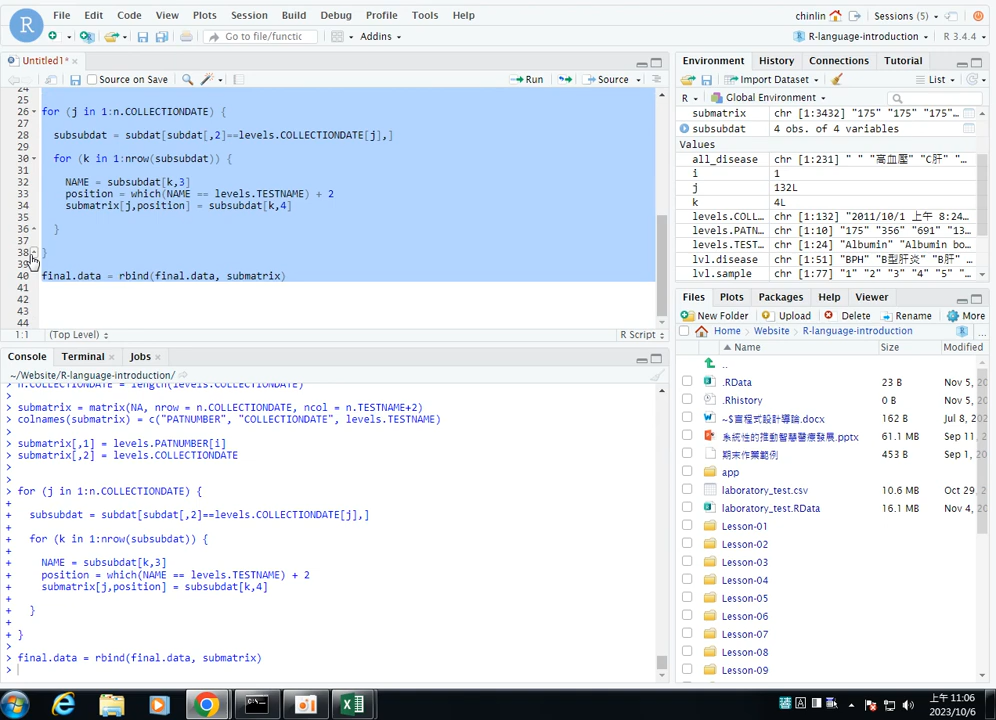 R File Edit Code View Plots Session Build Debug Profile Tools Help chinlin Sessions (5)
Go to file/functic Addins R-language-introduction R 3.4.4
Untitled1* × Environment History Connections Tutorial
Source on Save Run Source Import Dataset List
R Global Environment
24
25
26 for (j in 1:n.COLLECTIONDATE) {
27
28 subsubdat = subdat[subdat[,2]==levels.COLLECTIONDATE[j],]
29
30 for (k in 1:nrow(subsubdat)) {
31
32 NAME = subsubdat[k,3]
33 position = which(NAME == levels.TESTNAME) + 2
34 submatrix[j,position] = subsubdat[k,4]
35
36 }
37
38 }
39
40 final.data = rbind(final.data, submatrix)
41
42
43
44
1:1 (Top Level) R Script
submatrix chr [1:3432] "175" "175" "175"…
subsubdat 4 obs. of 4 variables
Values
all_disease chr [1:231] " " "高血壓" "C肝" "…
i 1
j 132L
k 4L
levels.COLL… chr [1:132] "2011/10/1 上午 8:24…
levels.PATN… chr [1:10] "175" "356" "691" "13…
levels.TEST… chr [1:24] "Albumin" "Albumin bo…
lvl.disease chr [1:51] "BPH" "B型肝炎" "B肝" …
lvl.sample chr [1:77] "1" "2" "3" "4" "5" …
Console Terminal × Jobs ×
~/Website/R-language-introduction/
> n.COLLECTIONDATE = length(levels.COLLECTIONDATE)
>
> submatrix = matrix(NA, nrow = n.COLLECTIONDATE, ncol = n.TESTNAME+2)
> colnames(submatrix) = c("PATNUMBER", "COLLECTIONDATE", levels.TESTNAME)
>
> submatrix[,1] = levels.PATNUMBER[i]
> submatrix[,2] = levels.COLLECTIONDATE
>
>
> for (j in 1:n.COLLECTIONDATE) {
+
+ subsubdat = subdat[subdat[,2]==levels.COLLECTIONDATE[j],]
+
+ for (k in 1:nrow(subsubdat)) {
+
+ NAME = subsubdat[k,3]
+ position = which(NAME == levels.TESTNAME) + 2
+ submatrix[j,position] = subsubdat[k,4]
+
+ }
+
+ }
>
> final.data = rbind(final.data, submatrix)
>
Files Plots Packages Help Viewer
New Folder Upload Delete Rename More
Home Website R-language-introduction …
Name Size Modified
..
.RData 23 B Nov 5, 20
.Rhistory 0 B Nov 5, 20
~$言程式設計導論.docx 162 B Jul 8, 202
系統性的推動智慧醫療發展.pptx 61.1 MB Sep 11, 2
期末作業範例 453 B Sep 1, 20
app
laboratory_test.csv 10.6 MB Oct 29, 2
laboratory_test.RData 16.1 MB Nov 4, 20
Lesson-01
Lesson-02
Lesson-03
Lesson-04
Lesson-05
Lesson-06
Lesson-07
Lesson-08
Lesson-09
上午 11:06
2023/10/6